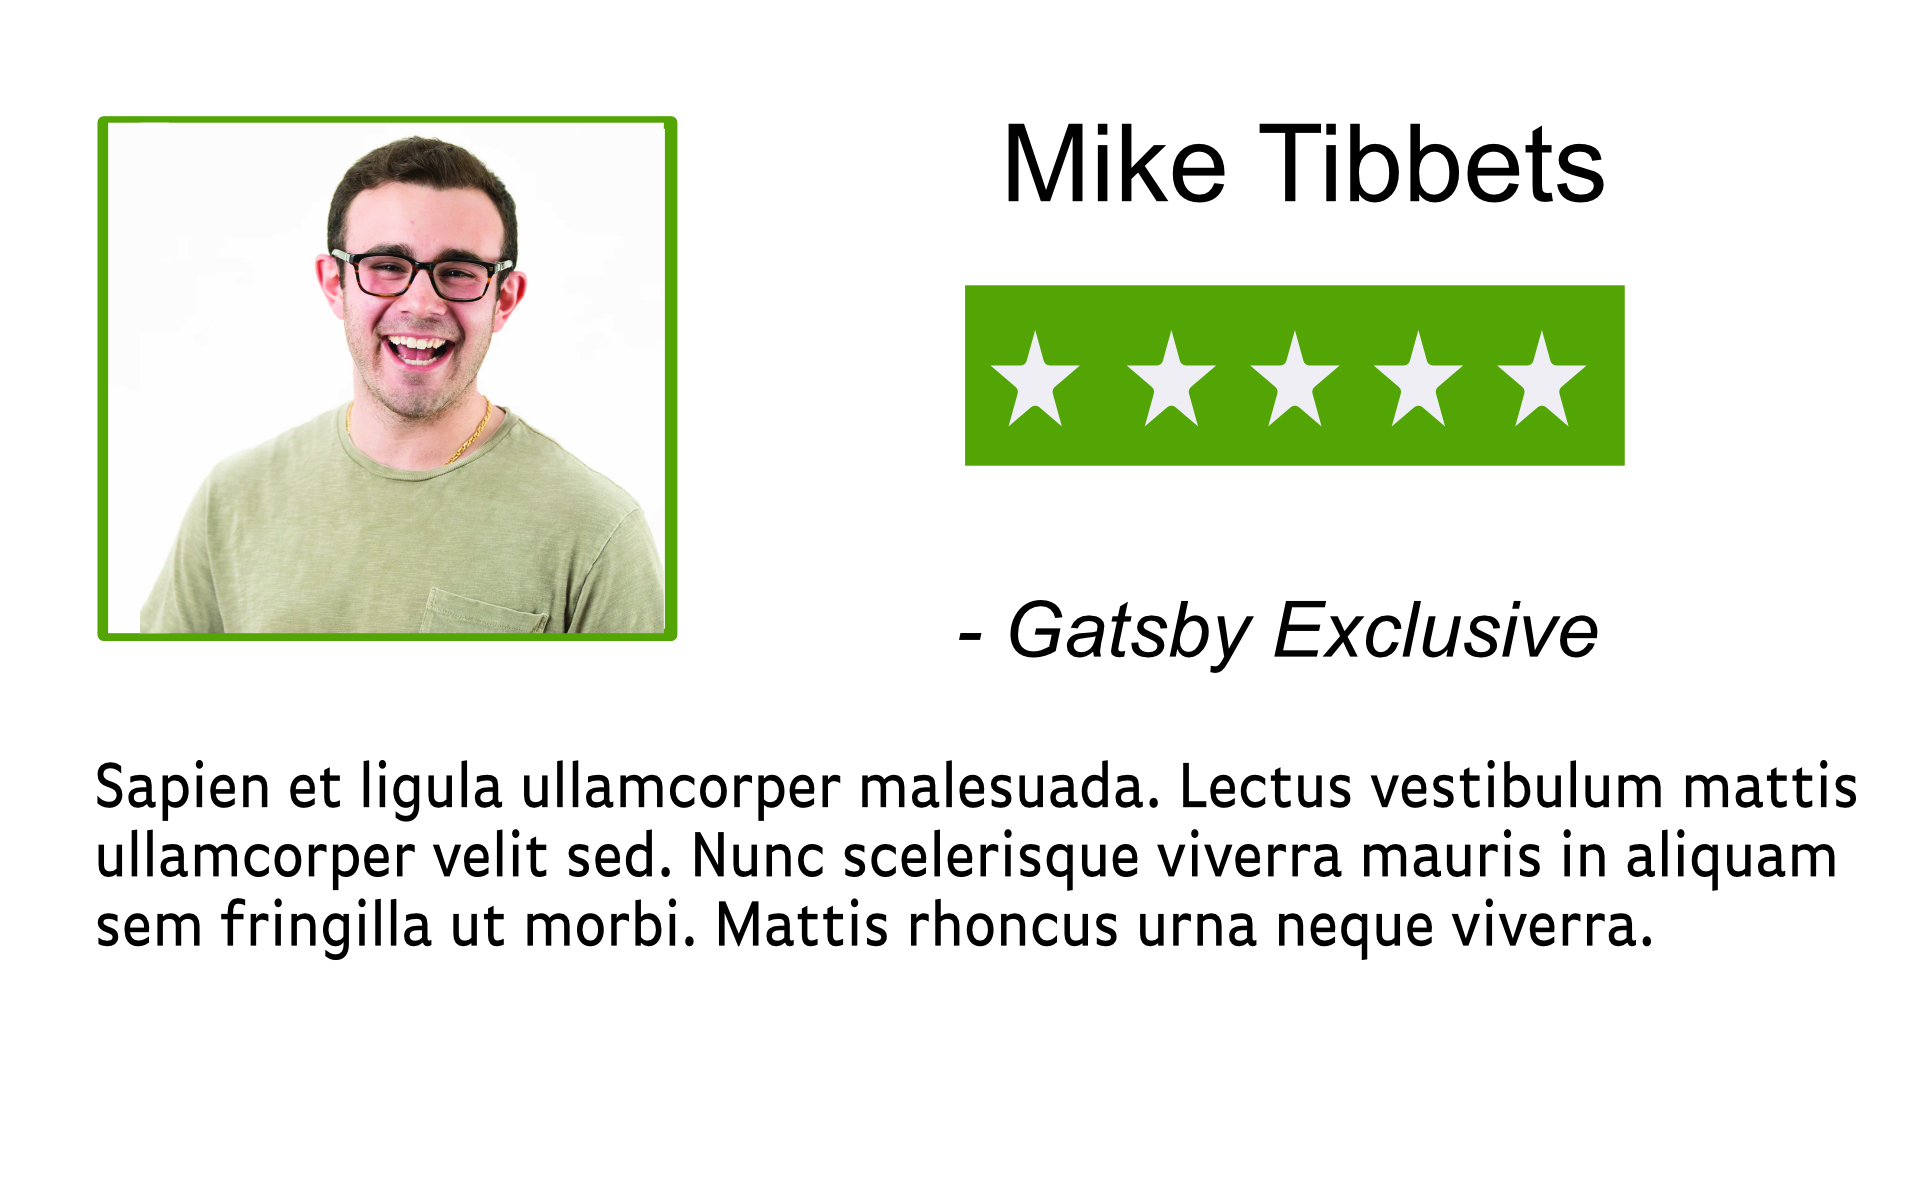 Mike Tibbets
- Gatsby Exclusive
Sapien et ligula ullamcorper malesuada. Lectus vestibulum mattis
ullamcorper velit sed. Nunc scelerisque viverra mauris in aliquam
sem fringilla ut morbi. Mattis rhoncus urna neque viverra.